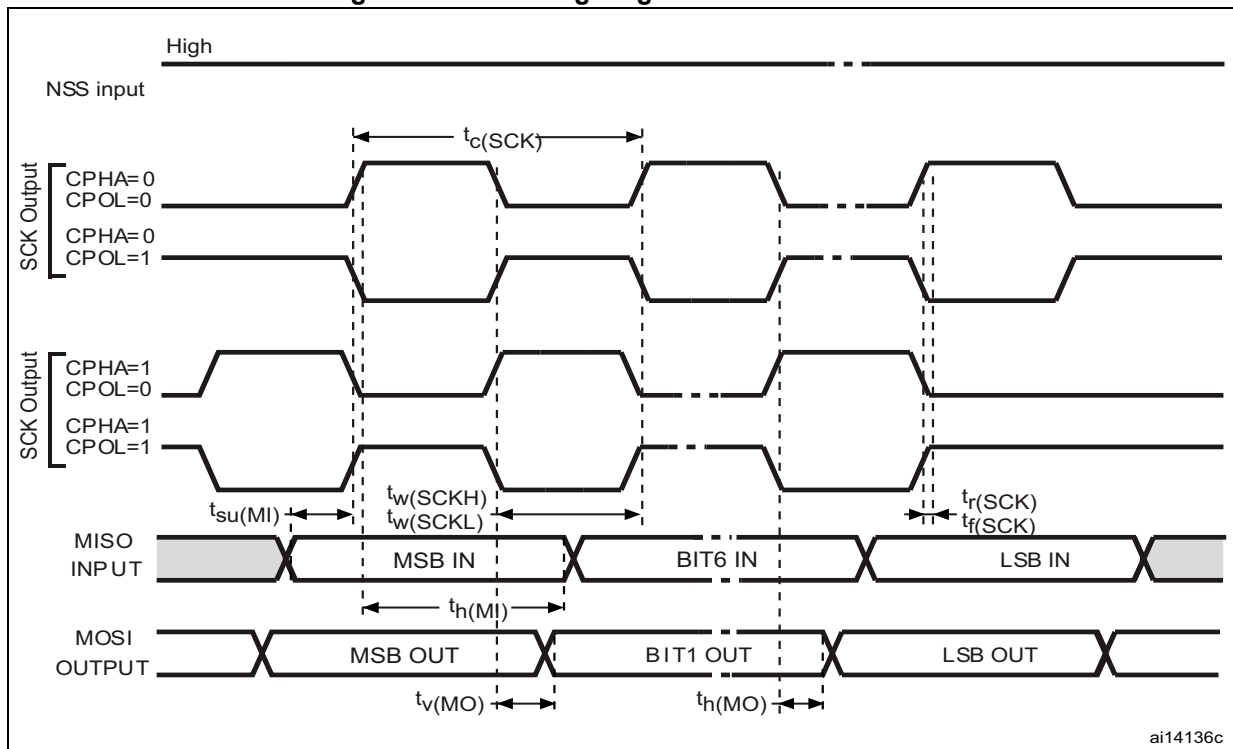 High
NSS input
tc(SCK)
SCK Output
CPHA=0
CPOL=0
CPHA=0
CPOL=1
SCK Output
CPHA=1
CPOL=0
CPHA=1
CPOL=1
tsu(MI)
tw(SCKH)
tw(SCKL)
tr(SCK)
tf(SCK)
MISO
INPUT
MSB IN
BIT6 IN
LSB IN
th(MI)
MOSI
OUTPUT
MSB OUT
BIT1 OUT
LSB OUT
tv(MO)
th(MO)
ai14136c